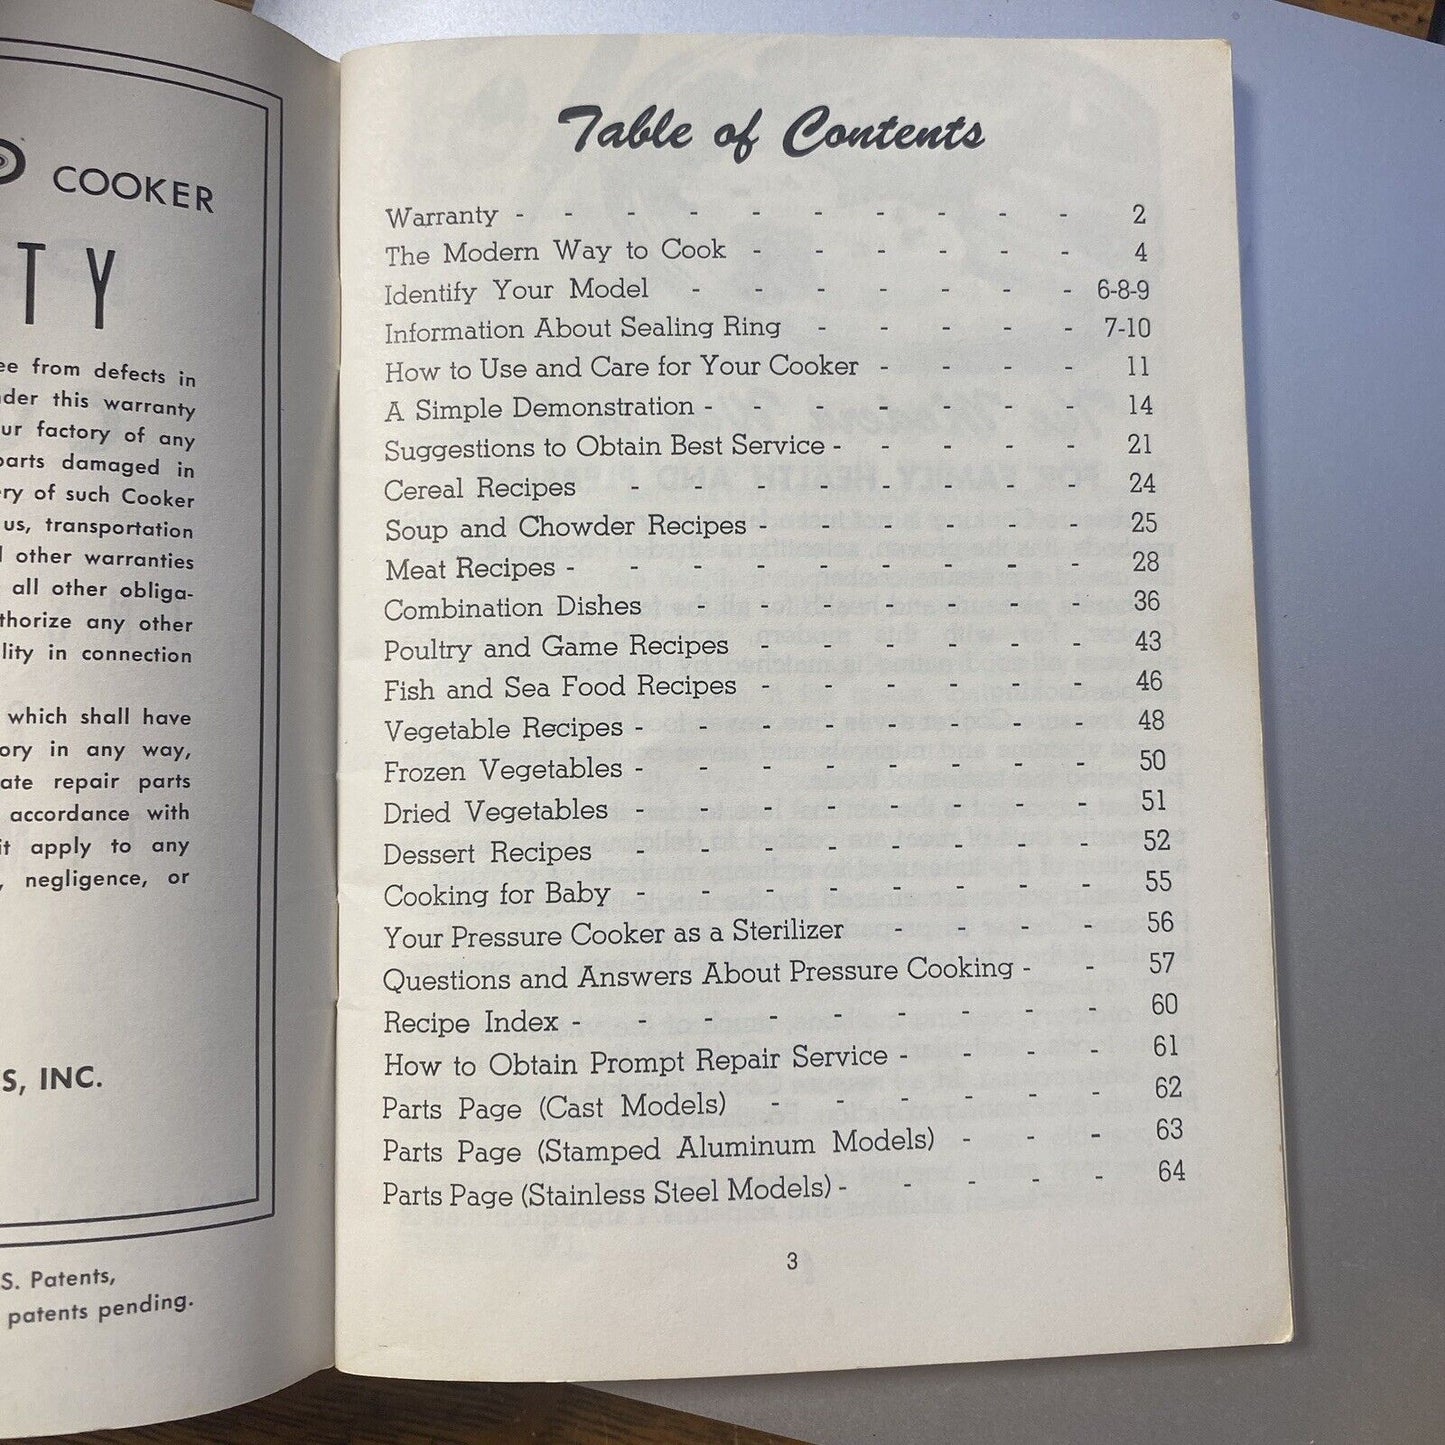 COOKER
TY
ee from defects in
nder this warranty
ur factory of any
parts damaged in
ery of such Cooker
us, transportation
other warranties
all other obliga-
thorize any other
lity in connection
which shall have
ory in any way,
ate repair parts
accordance with
it apply to any
, negligence, or
S, INC.
S. Patents,
patents pending.
Table of Contents
Warranty - - - - - - - - - - 2
The Modern Way to Cook - - - - - - 4
Identify Your Model - - - - - - - 6-8-9
Information About Sealing Ring - - - - - 7-10
How to Use and Care for Your Cooker - - - - 11
A Simple Demonstration - - - - - - - 14
Suggestions to Obtain Best Service - - - - - 21
Cereal Recipes - - - - - - - - 24
Soup and Chowder Recipes - - - - - - 25
Meat Recipes - - - - - - - - - 28
Combination Dishes - - - - - - - 36
Poultry and Game Recipes - - - - - - 43
Fish and Sea Food Recipes - - - - - - 46
Vegetable Recipes - - - - - - - - 48
Frozen Vegetables - - - - - - - - 50
Dried Vegetables - - - - - - - - 51
Dessert Recipes - - - - - - - - 52
Cooking for Baby - - - - - - - - 55
Your Pressure Cooker as a Sterilizer - - - - 56
Questions and Answers About Pressure Cooking - - 57
Recipe Index - - - - - - - - - 60
How to Obtain Prompt Repair Service - - - - 61
Parts Page (Cast Models) - - - - - - 62
Parts Page (Stamped Aluminum Models) - - - 63
Parts Page (Stainless Steel Models) - - - - - 64
3